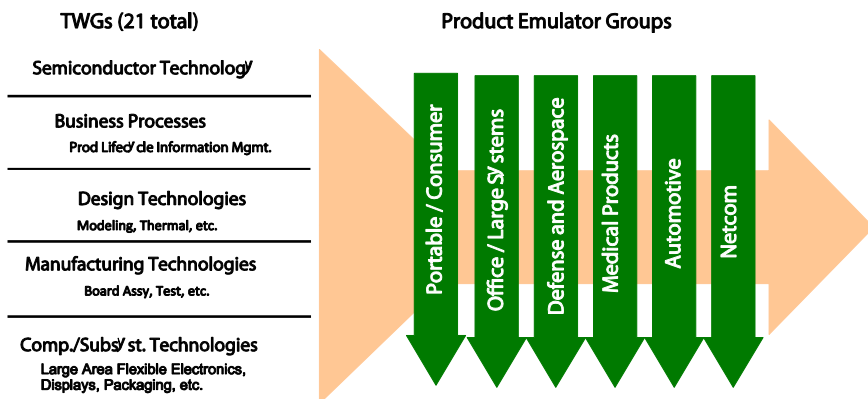 TWGs (21 total)
Product Emulator Groups
Semiconductor Technology
Business Processes
Prod Lifecycle Information Mgmt.
Design Technologies
Modeling, Thermal, etc.
Manufacturing Technologies
Board Assy, Test, etc.
Comp./Subsyst. Technologies
Large Area Flexible Electronics,
Displays, Packaging, etc.
Portable / Consumer
Office / Large Systems
Defense and Aerospace
Medical Products
Automotive
Netcom